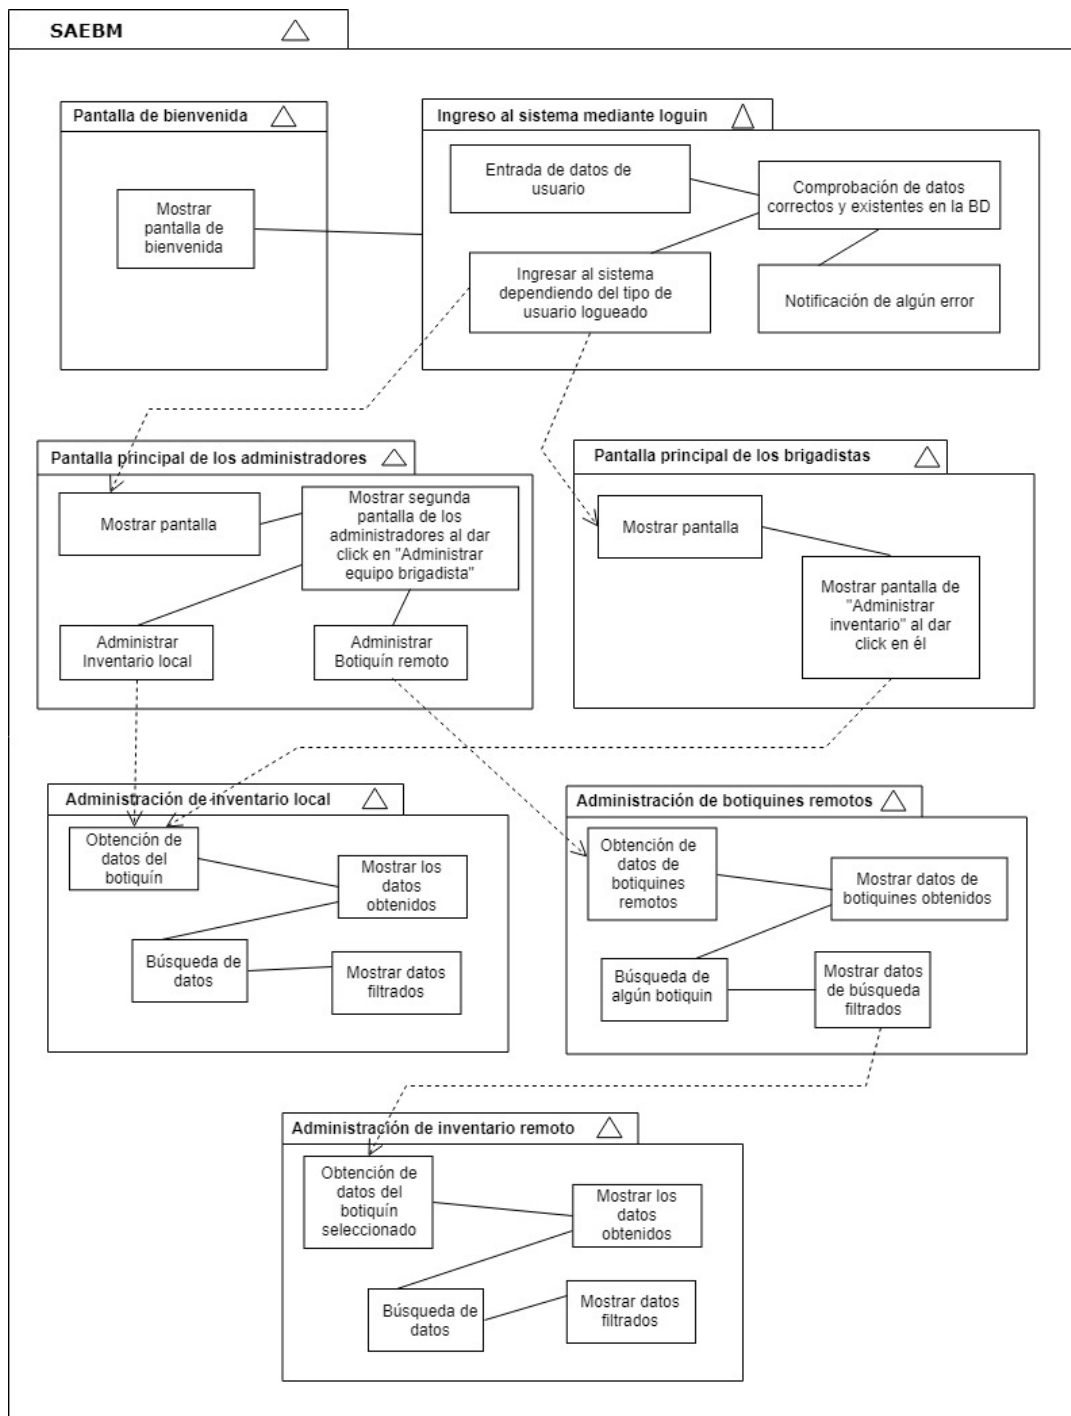 SAEBM
Pantalla de bienvenida
Mostrar
pantalla de
bienvenida
Ingreso al sistema mediante loguin
Entrada de datos de
usuario
Comprobación de datos
correctos y existentes en la BD
Ingresar al sistema
dependiendo del tipo de
usuario logueado
Notificación de algún error
Pantalla principal de los administradores
Mostrar pantalla
Mostrar segunda
pantalla de los
administradores al dar
click en "Administrar
equipo brigadista"
Administrar
Inventario local
Administrar
Botiquín remoto
Pantalla principal de los brigadistas
Mostrar pantalla
Mostrar pantalla de
"Administrar
inventario" al dar
click en él
Administración de inventario local
Obtención de
datos del
botiquín
Mostrar los
datos
obtenidos
Búsqueda de
datos
Mostrar datos
filtrados
Administración de botiquines remotos
Obtención de
datos de
botiquines
remotos
Mostrar datos de
botiquines obtenidos
Búsqueda de
algún botiquin
Mostrar datos
de búsqueda
filtrados
Administración de inventario remoto
Obtención de
datos del
botiquín
seleccionado
Mostrar los
datos
obtenidos
Búsqueda de
datos
Mostrar datos
filtrados